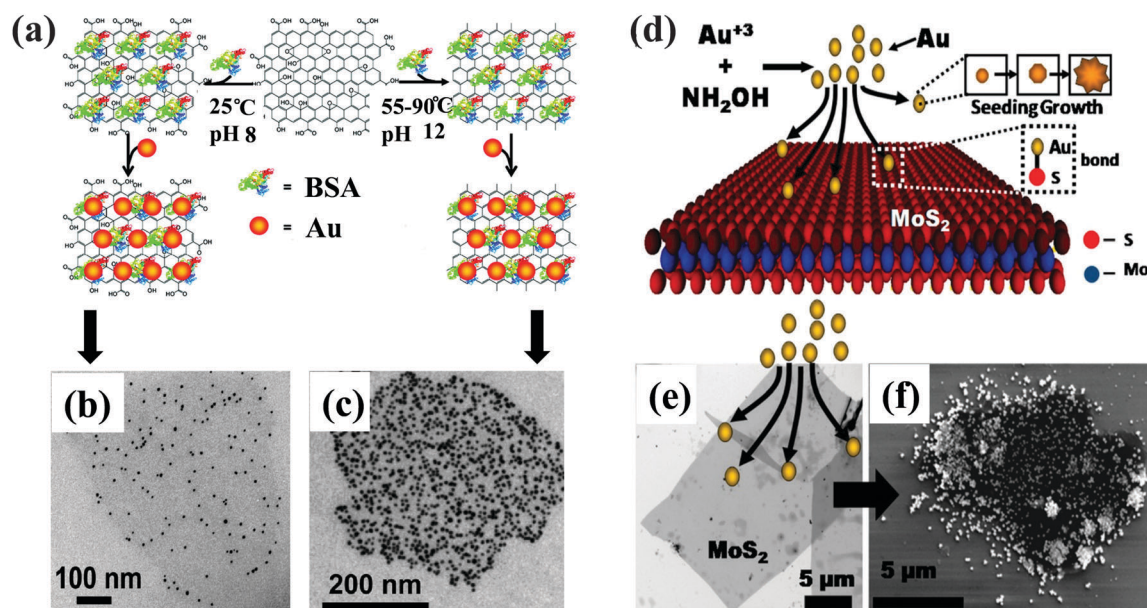 (a)
25°C
pH 8
55-90°C
pH 12
= BSA
= Au
(b)
100 nm
(c)
200 nm
(d)
Au+3
+
NH2OH
Au
Seeding Growth
Au
S
bond
MoS2
S
Mo
(e)
MoS2
5 µm
(f)
5 µm